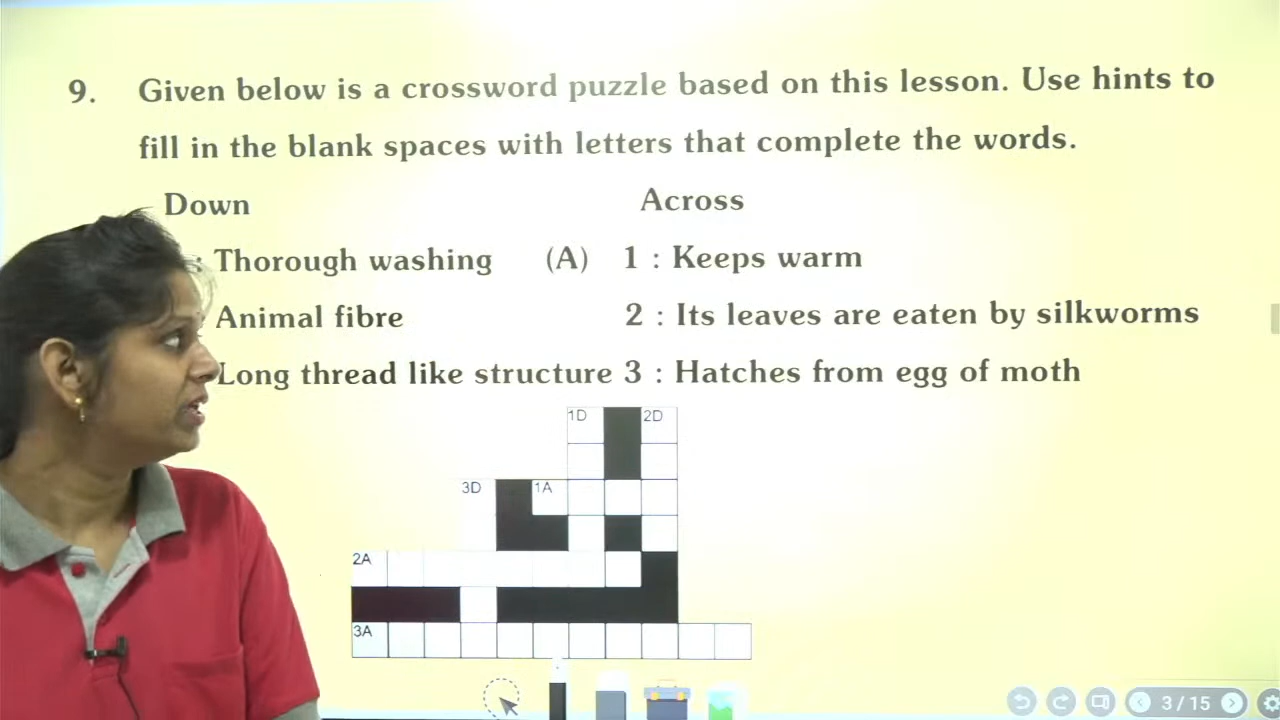 9. Given below is a crossword puzzle based on this lesson. Use hints to
fill in the blank spaces with letters that complete the words.
Down Across
: Thorough washing (A) 1 : Keeps warm
: Animal fibre 2 : Its leaves are eaten by silkworms
Long thread like structure 3 : Hatches from egg of moth
1D 2D
3D 1A
2A
3A
3/15